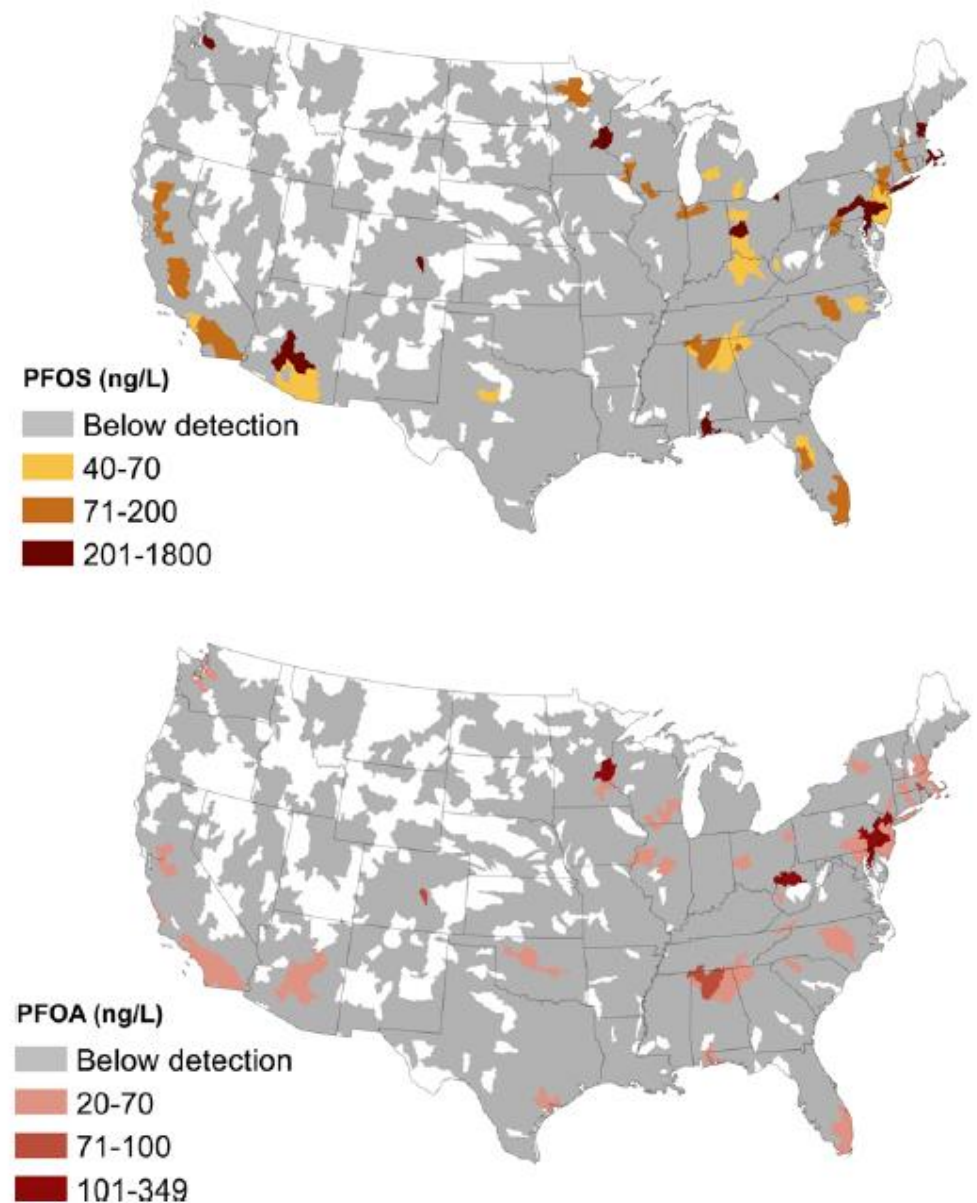 PFOS (ng/L)
Below detection
40-70
71-200
201-1800
PFOA (ng/L)
Below detection
20-70
71-100
101-349